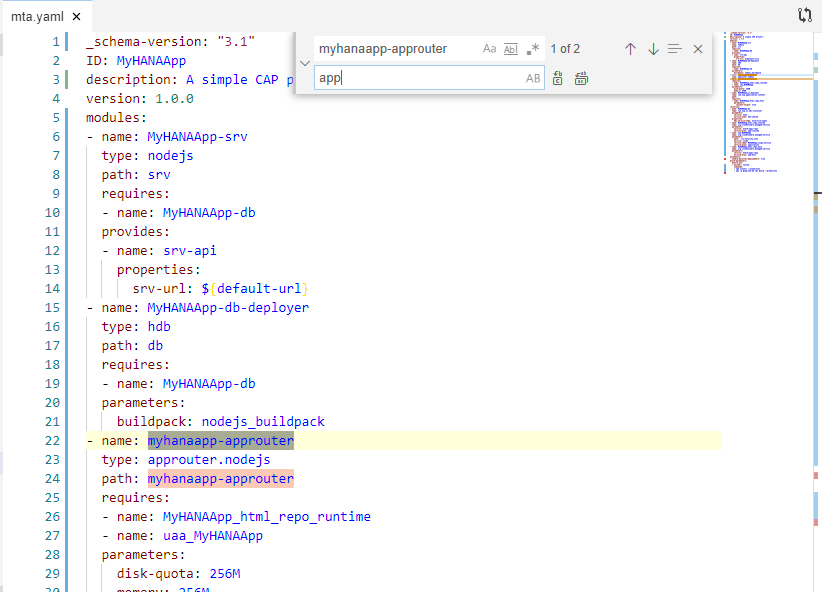 mta.yaml
myhanaapp-approuter Aa Abl .* 1 of 2
app AB
1 _schema-version: "3.1"
2 ID: MyHANAApp
3 description: A simple CAP p
4 version: 1.0.0
5 modules:
6 - name: MyHANAApp-srv
7 type: nodejs
8 path: srv
9 requires:
10 - name: MyHANAApp-db
11 provides:
12 - name: srv-api
13 properties:
14 srv-url: ${default-url}
15 - name: MyHANAApp-db-deployer
16 type: hdb
17 path: db
18 requires:
19 - name: MyHANAApp-db
20 parameters:
21 buildpack: nodejs_buildpack
22 - name: myhanaapp-approuter
23 type: approuter.nodejs
24 path: myhanaapp-approuter
25 requires:
26 - name: MyHANAApp_html_repo_runtime
27 - name: uaa_MyHANAApp
28 parameters:
29 disk-quota: 256M
30 memory: 256M